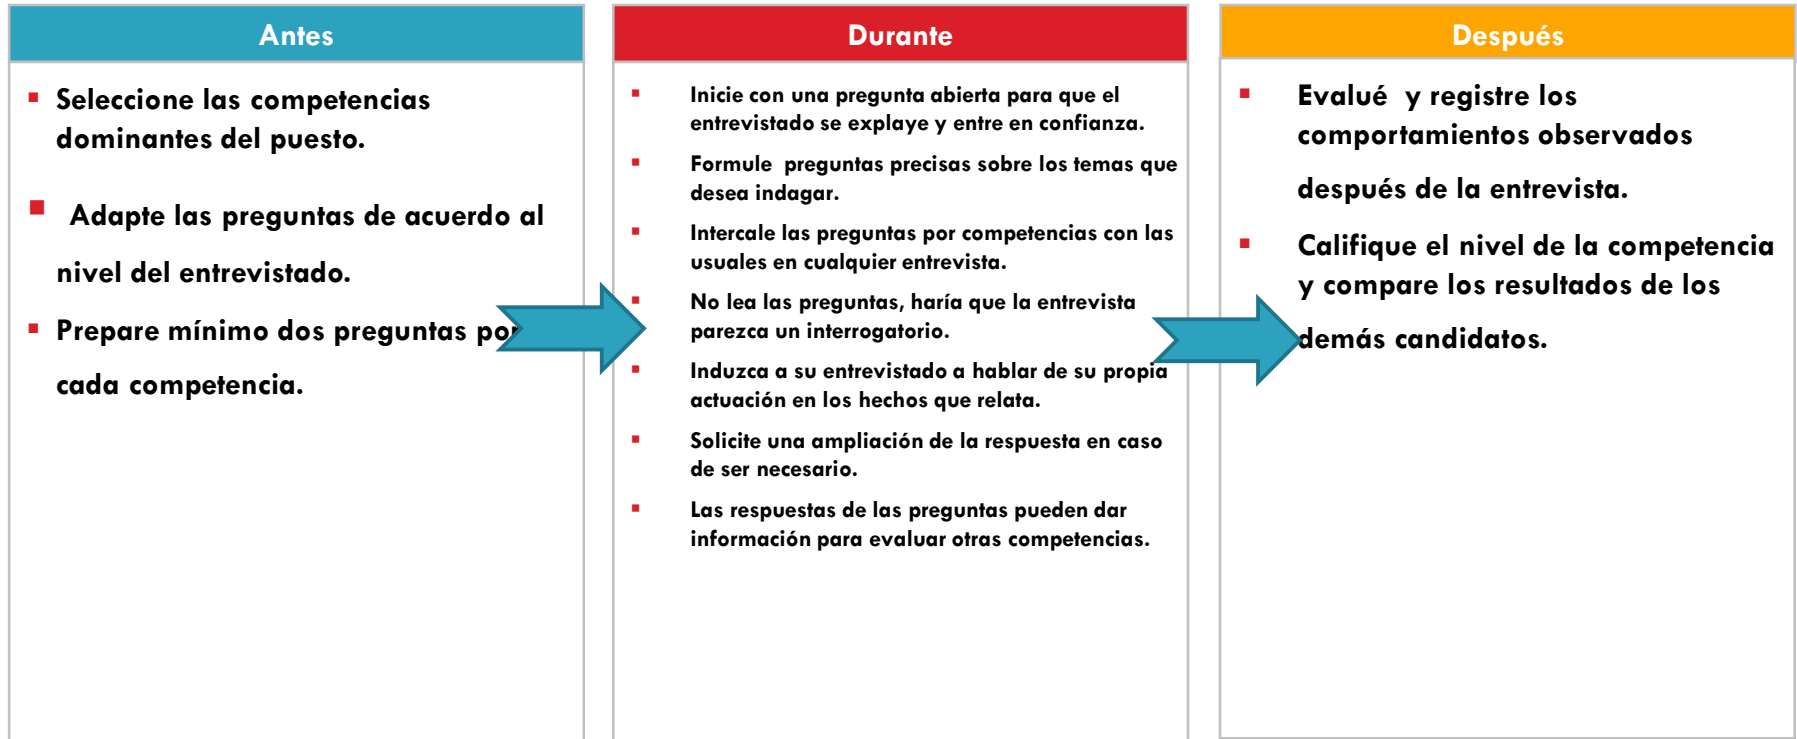 Antes
Seleccione las competencias
dominantes del puesto.
Adapte las preguntas de acuerdo al
nivel del entrevistado.
Prepare mínimo dos preguntas por
cada competencia.
Durante
Inicie con una pregunta abierta para que el
entrevistado se explaye y entre en confianza.
Formule preguntas precisas sobre los temas que
desea indagar.
Intercale las preguntas por competencias con las
usuales en cualquier entrevista.
No lea las preguntas, haría que la entrevista
parezca un interrogatorio.
Induzca a su entrevistado a hablar de su propia
actuación en los hechos que relata.
Solicite una ampliación de la respuesta en caso
de ser necesario.
Las respuestas de las preguntas pueden dar
información para evaluar otras competencias.
Después
Evalué y registre los
comportamientos observados
después de la entrevista.
Califique el nivel de la competencia
y compare los resultados de los
demás candidatos.